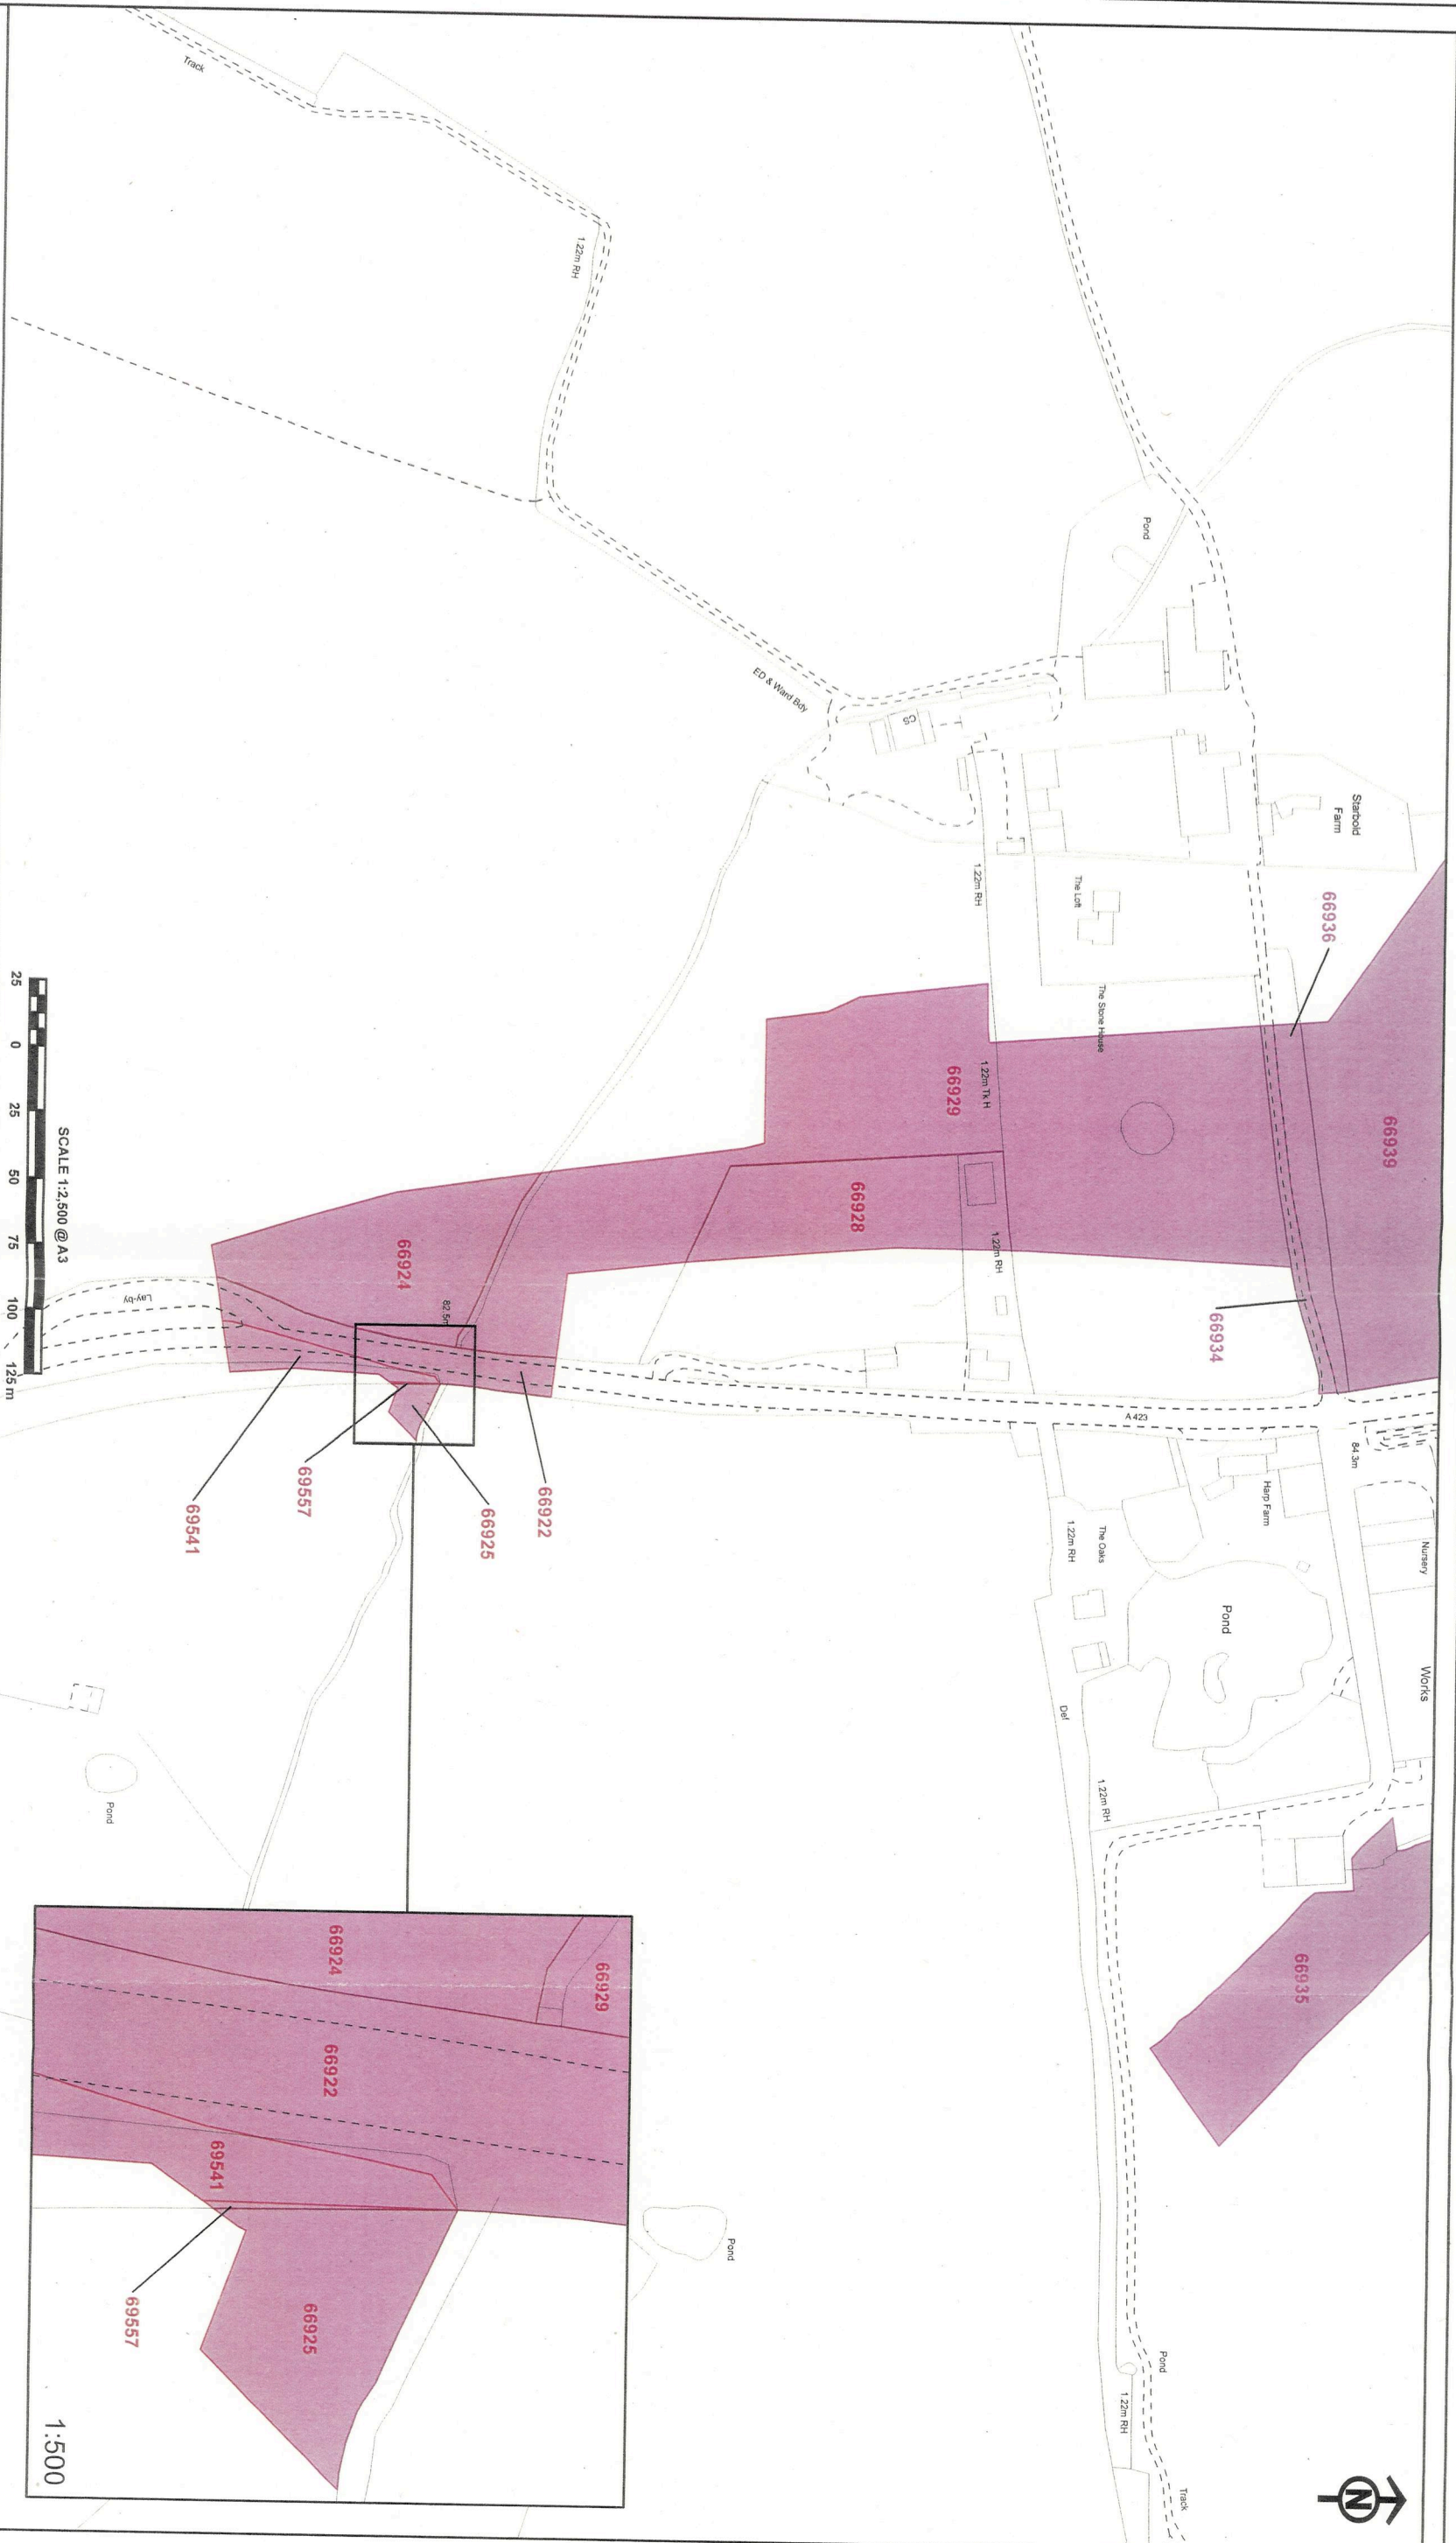 Track
1.22m RH
Pond
ED & Ward Bdy
CS
Starbold
Farm
1.22m RH
The Loft
66936
The Stone House
1.22m Tk H
66929
66939
66928
1.22m RH
66924
82.5m
Lay-by
66934
A 423
84.3m
Harp Farm
Nursery
66922
66925
69557
69541
The Oaks
1.22m RH
Pond
Works
Def
1.22m RH
Pond
66935
Pond
Pond
1.22m RH
Track
N
SCALE 1:2,500 @ A3
25 0 25 50 75 100 125 m
66924
66929
66922
69541
69557
66925
1:500